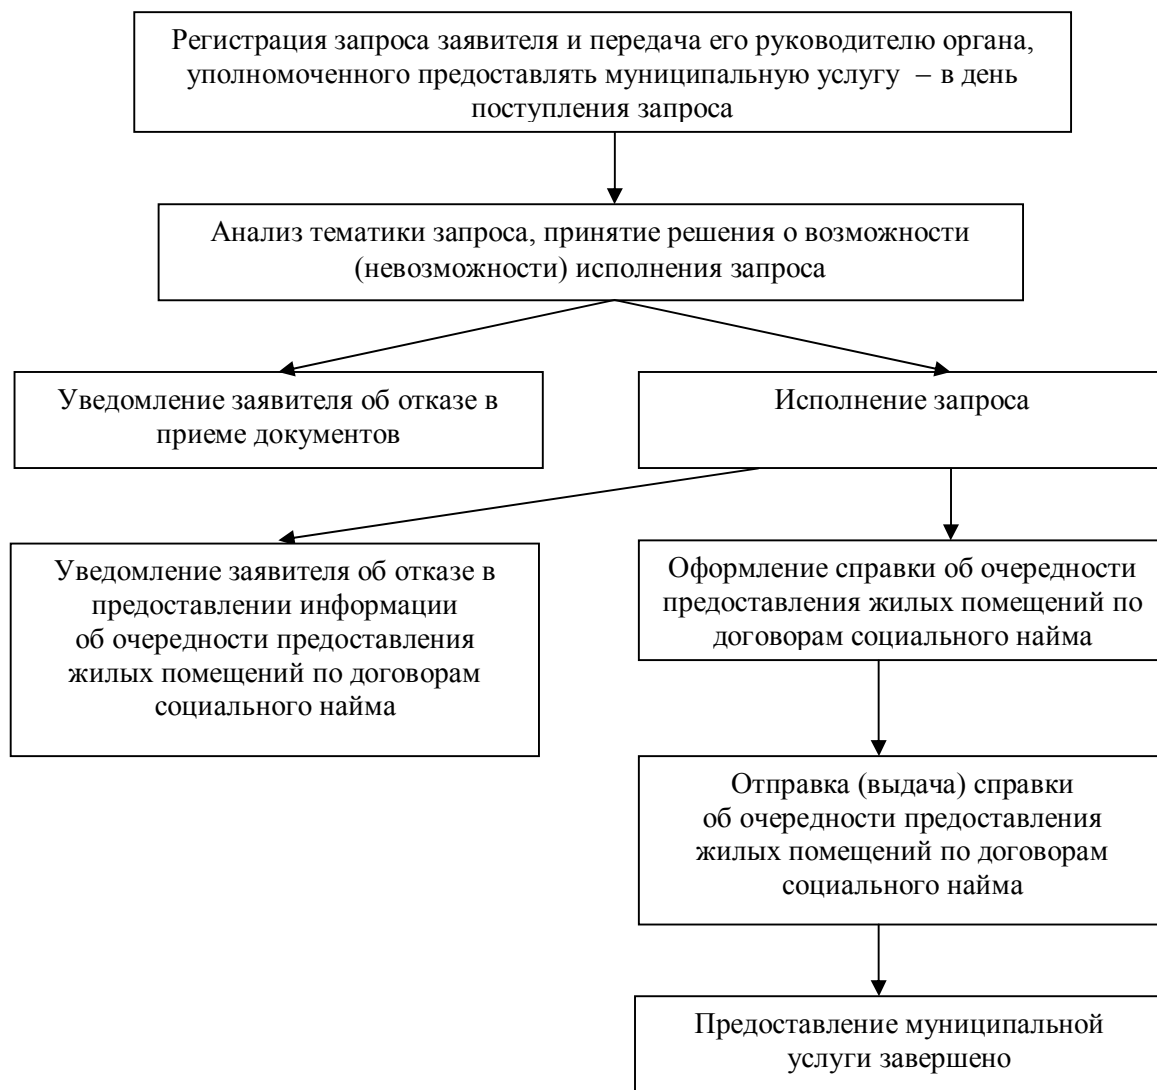 Регистрация запроса заявителя и передача его руководителю органа,
уполномоченного предоставлять муниципальную услугу – в день
поступления запроса
Анализ тематики запроса, принятие решения о возможности
(невозможности) исполнения запроса
Уведомление заявителя об отказе в
приеме документов
Исполнение запроса
Уведомление заявителя об отказе в
предоставлении информации
об очередности предоставления
жилых помещений по договорам
социального найма
Оформление справки об очередности
предоставления жилых помещений по
договорам социального найма
Отправка (выдача) справки
об очередности предоставления
жилых помещений по договорам
социального найма
Предоставление муниципальной
услуги завершено